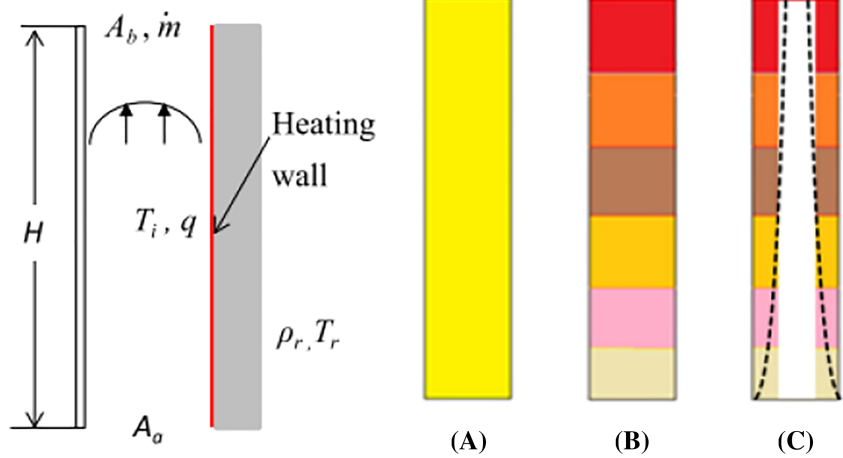 A_b, ṁ
Heating
wall
H
T_i, q
ρ_r, T_r
A_a
(A)
(B)
(C)